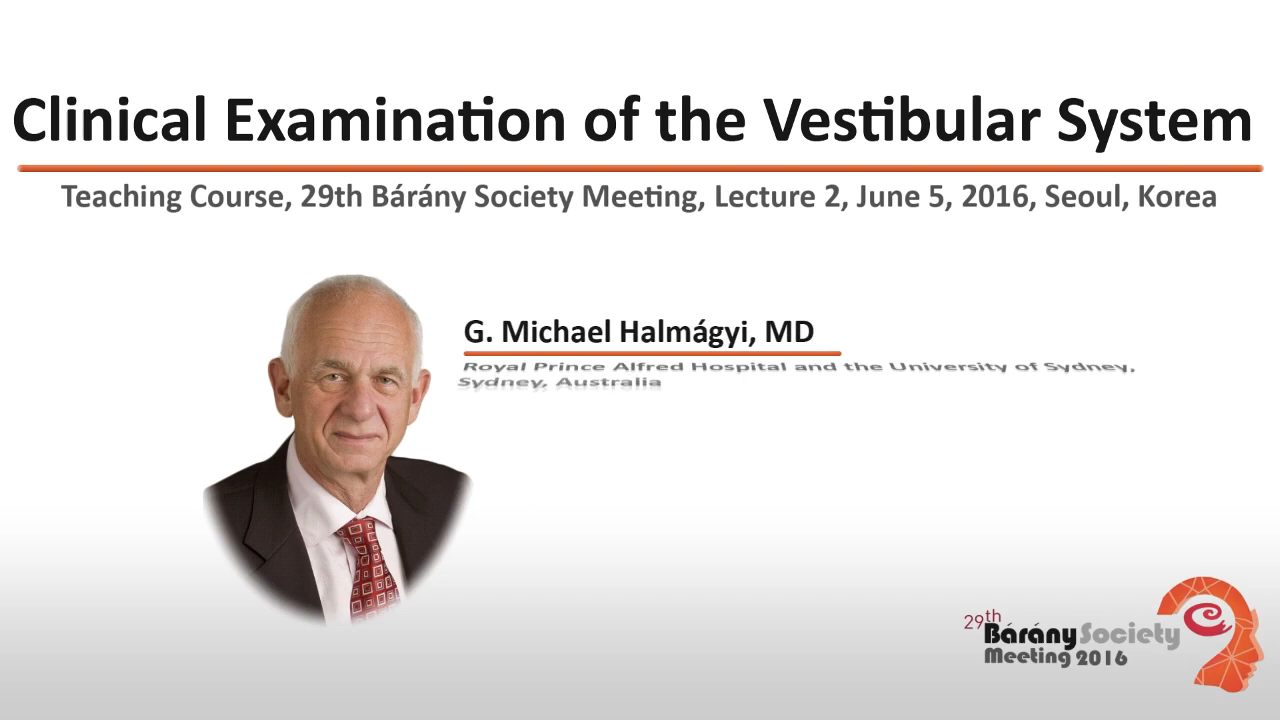 Clinical Examination of the Vestibular System
Teaching Course, 29th Bárány Society Meeting, Lecture 2, June 5, 2016, Seoul, Korea
G. Michael Halmágyi, MD
Royal Prince Alfred Hospital and the University of Sydney,
Sydney, Australia
29th
Bárány Society
Meeting 2016